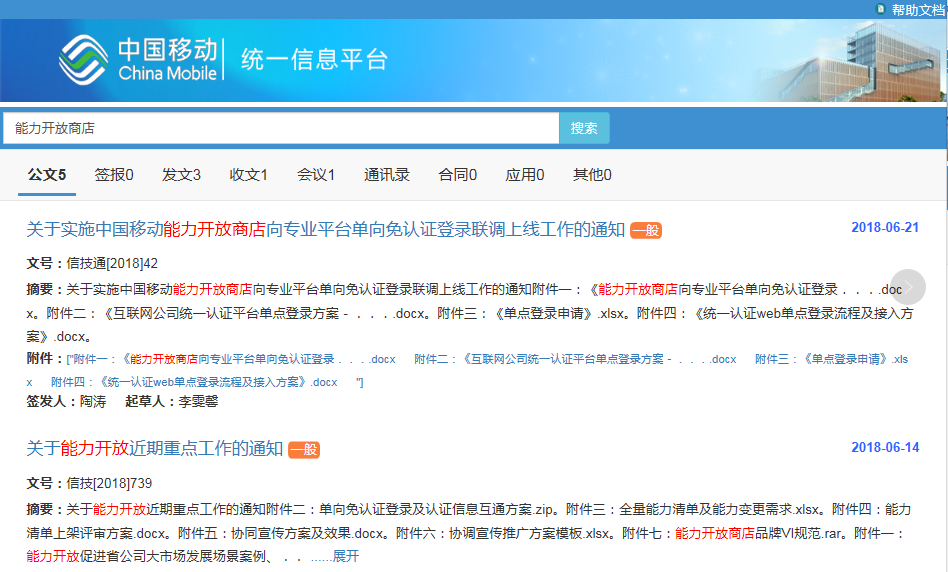 帮助文档
中国移动
China Mobile
统一信息平台
能力开放商店 搜索
公文5 签报0 发文3 收文1 会议1 通讯录 合同0 应用0 其他0
关于实施中国移动能力开放商店向专业平台单向免认证登录联调上线工作的通知 一般 2018-06-21
文号：信技通[2018]42
摘要：关于实施中国移动能力开放商店向专业平台单向免认证登录联调上线工作的通知附件一：《能力开放商店向专业平台单向免认证登录．．．.doc
x。附件二：《互联网公司统一认证平台单点登录方案－．．．.docx。附件三：《单点登录申请》.xlsx。附件四：《统一认证web单点登录流程及接入方
案》.docx。
附件：["附件一：《能力开放商店向专业平台单向免认证登录．．．.docx 附件二：《互联网公司统一认证平台单点登录方案－．．．.docx 附件三：《单点登录申请》.xls
x 附件四：《统一认证web单点登录流程及接入方案》.docx "]
签发人：陶涛 起草人：李雯馨
关于能力开放近期重点工作的通知 一般 2018-06-14
文号：信技[2018]739
摘要：关于能力开放近期重点工作的通知附件二：单向免认证登录及认证信息互通方案.zip。附件三：全量能力清单及能力变更需求.xlsx。附件四：能力
清单上架评审方案.docx。附件五：协同宣传方案及效果.docx。附件六：协调宣传推广方案模板.xlsx。附件七：能力开放商店品牌VI规范.rar。附件一：
能力开放促进省公司大市场发展场景案例、．．......展开